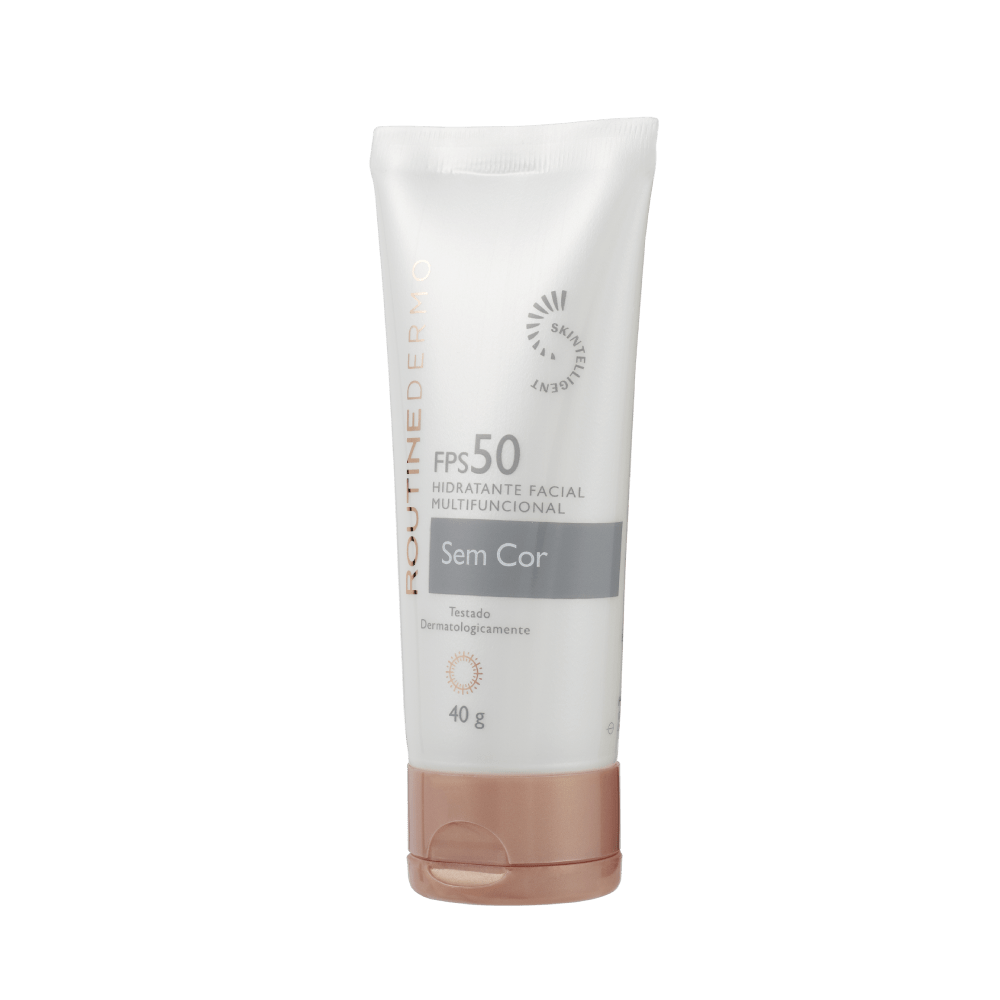 ROUTINEDERMO
SKINTELLIGENT
FPS50
HIDRATANTE FACIAL
MULTIFUNCIONAL
Sem Cor
Testado
Dermatologicamente
40 g